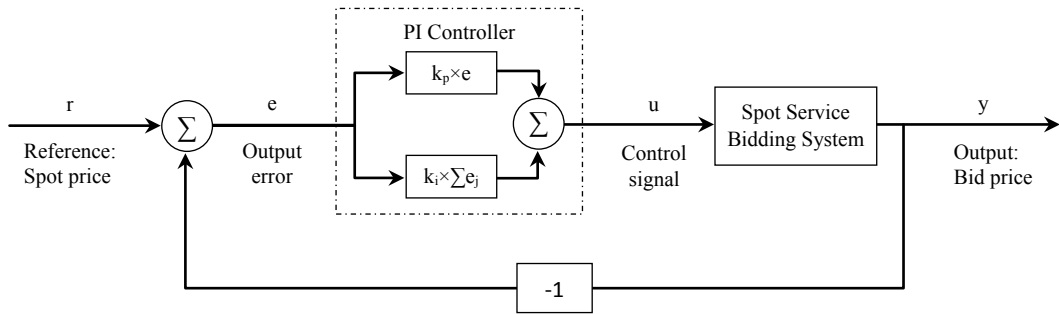 PI Controller
kₚ×e
r
e
u
y
∑
∑
Spot Service
Bidding System
Reference:
Spot price
Output
error
kᵢ×∑eⱼ
Control
signal
Output:
Bid price
-1